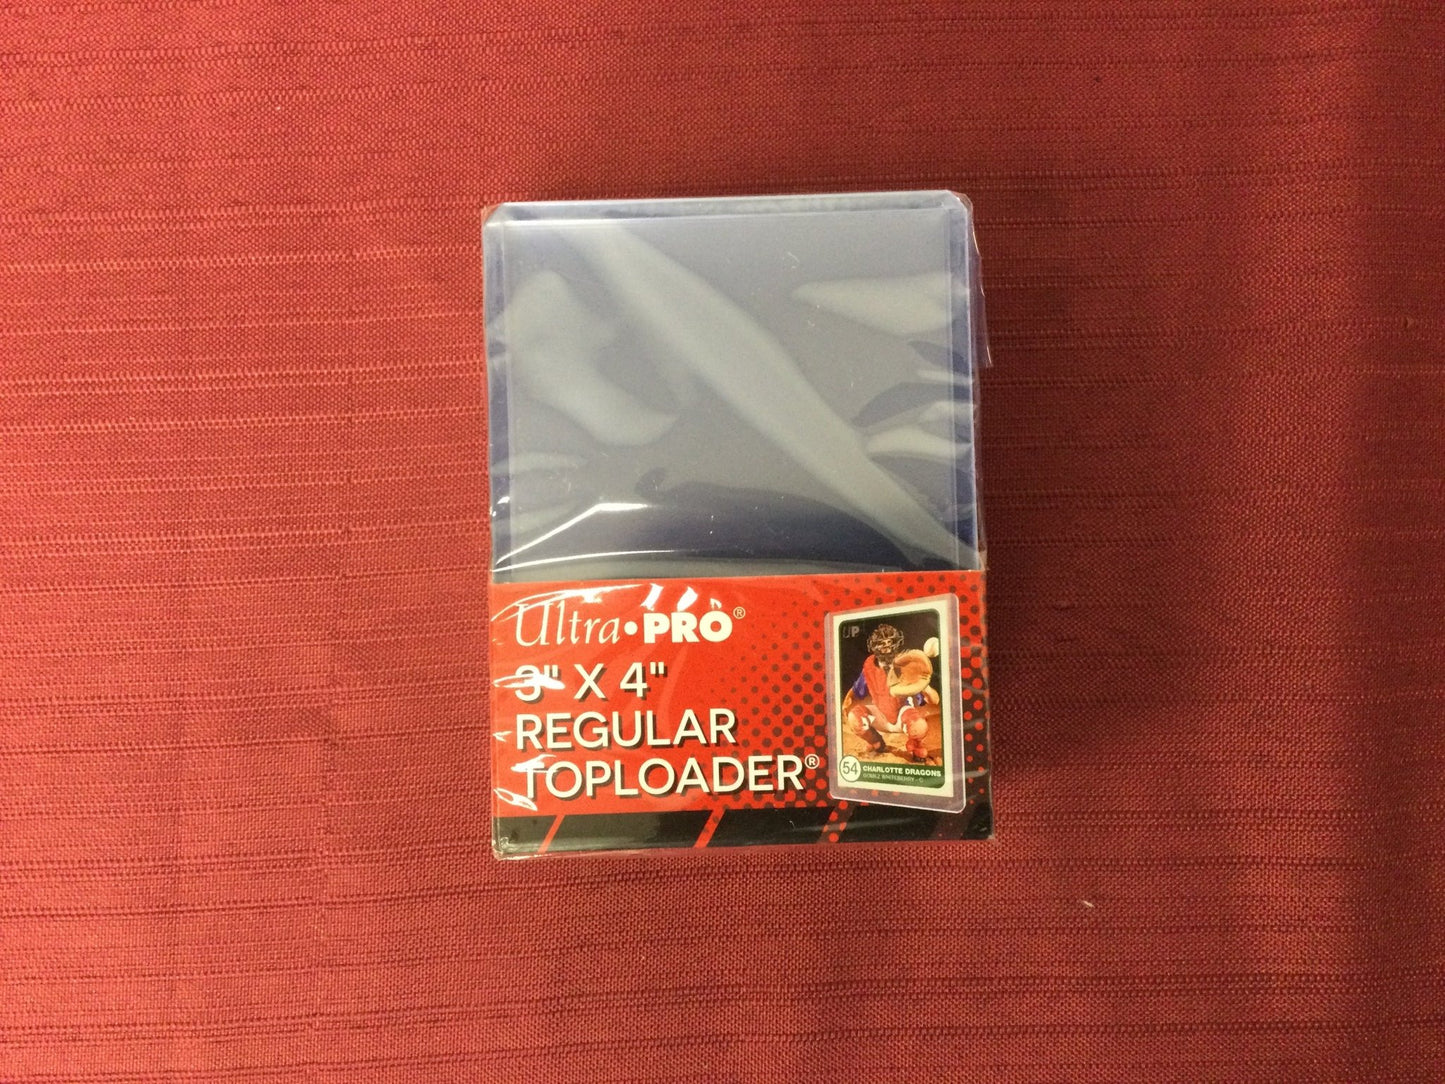 Ultra•PRO®
3" X 4"
REGULAR
TOPLOADER®
UP
54 CHARLOTTE DRAGONS